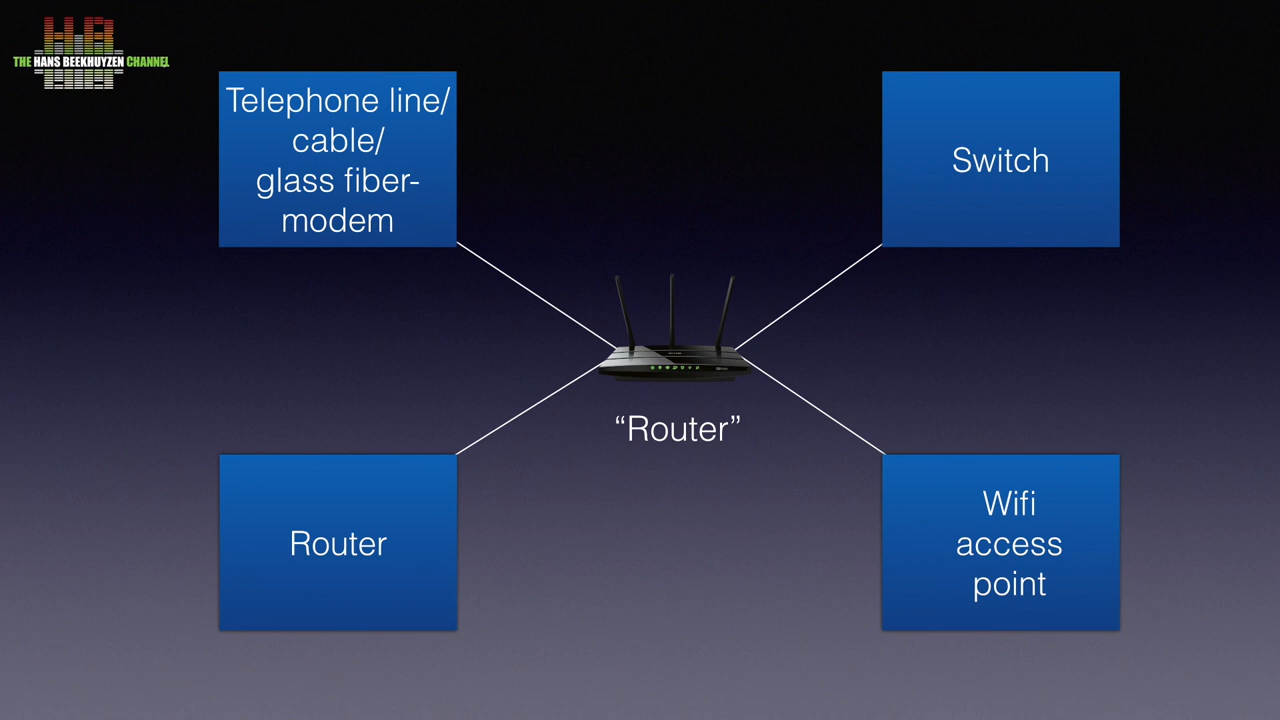 THE HANS BEEKHUYZEN CHANNEL
Telephone line/
cable/
glass fiber-
modem
Switch
“Router”
Router
Wifi
access
point